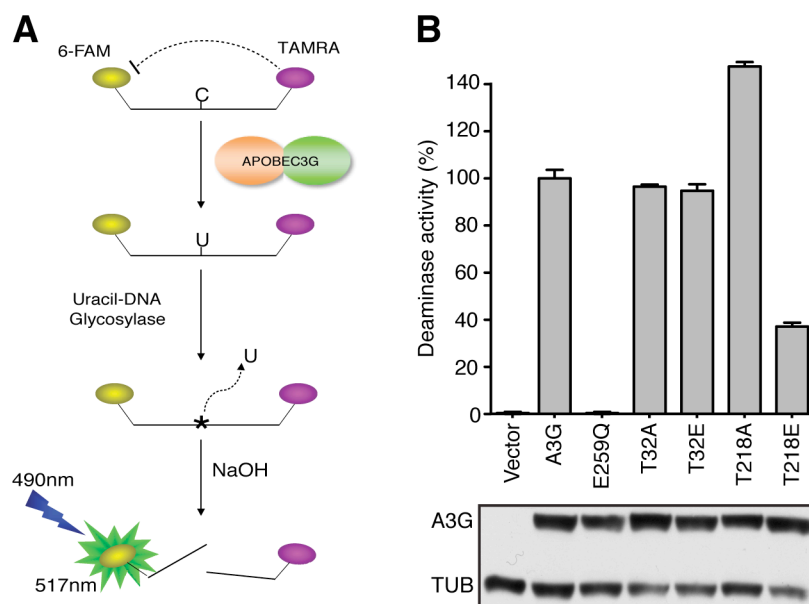 A
6-FAM
TAMRA
C
APOBEC3G
U
Uracil-DNA
Glycosylase
U
*
NaOH
490nm
517nm
B
Deaminase activity (%)
140
120
100
80
60
40
20
0
Vector
A3G
E259Q
T32A
T32E
T218A
T218E
A3G
TUB